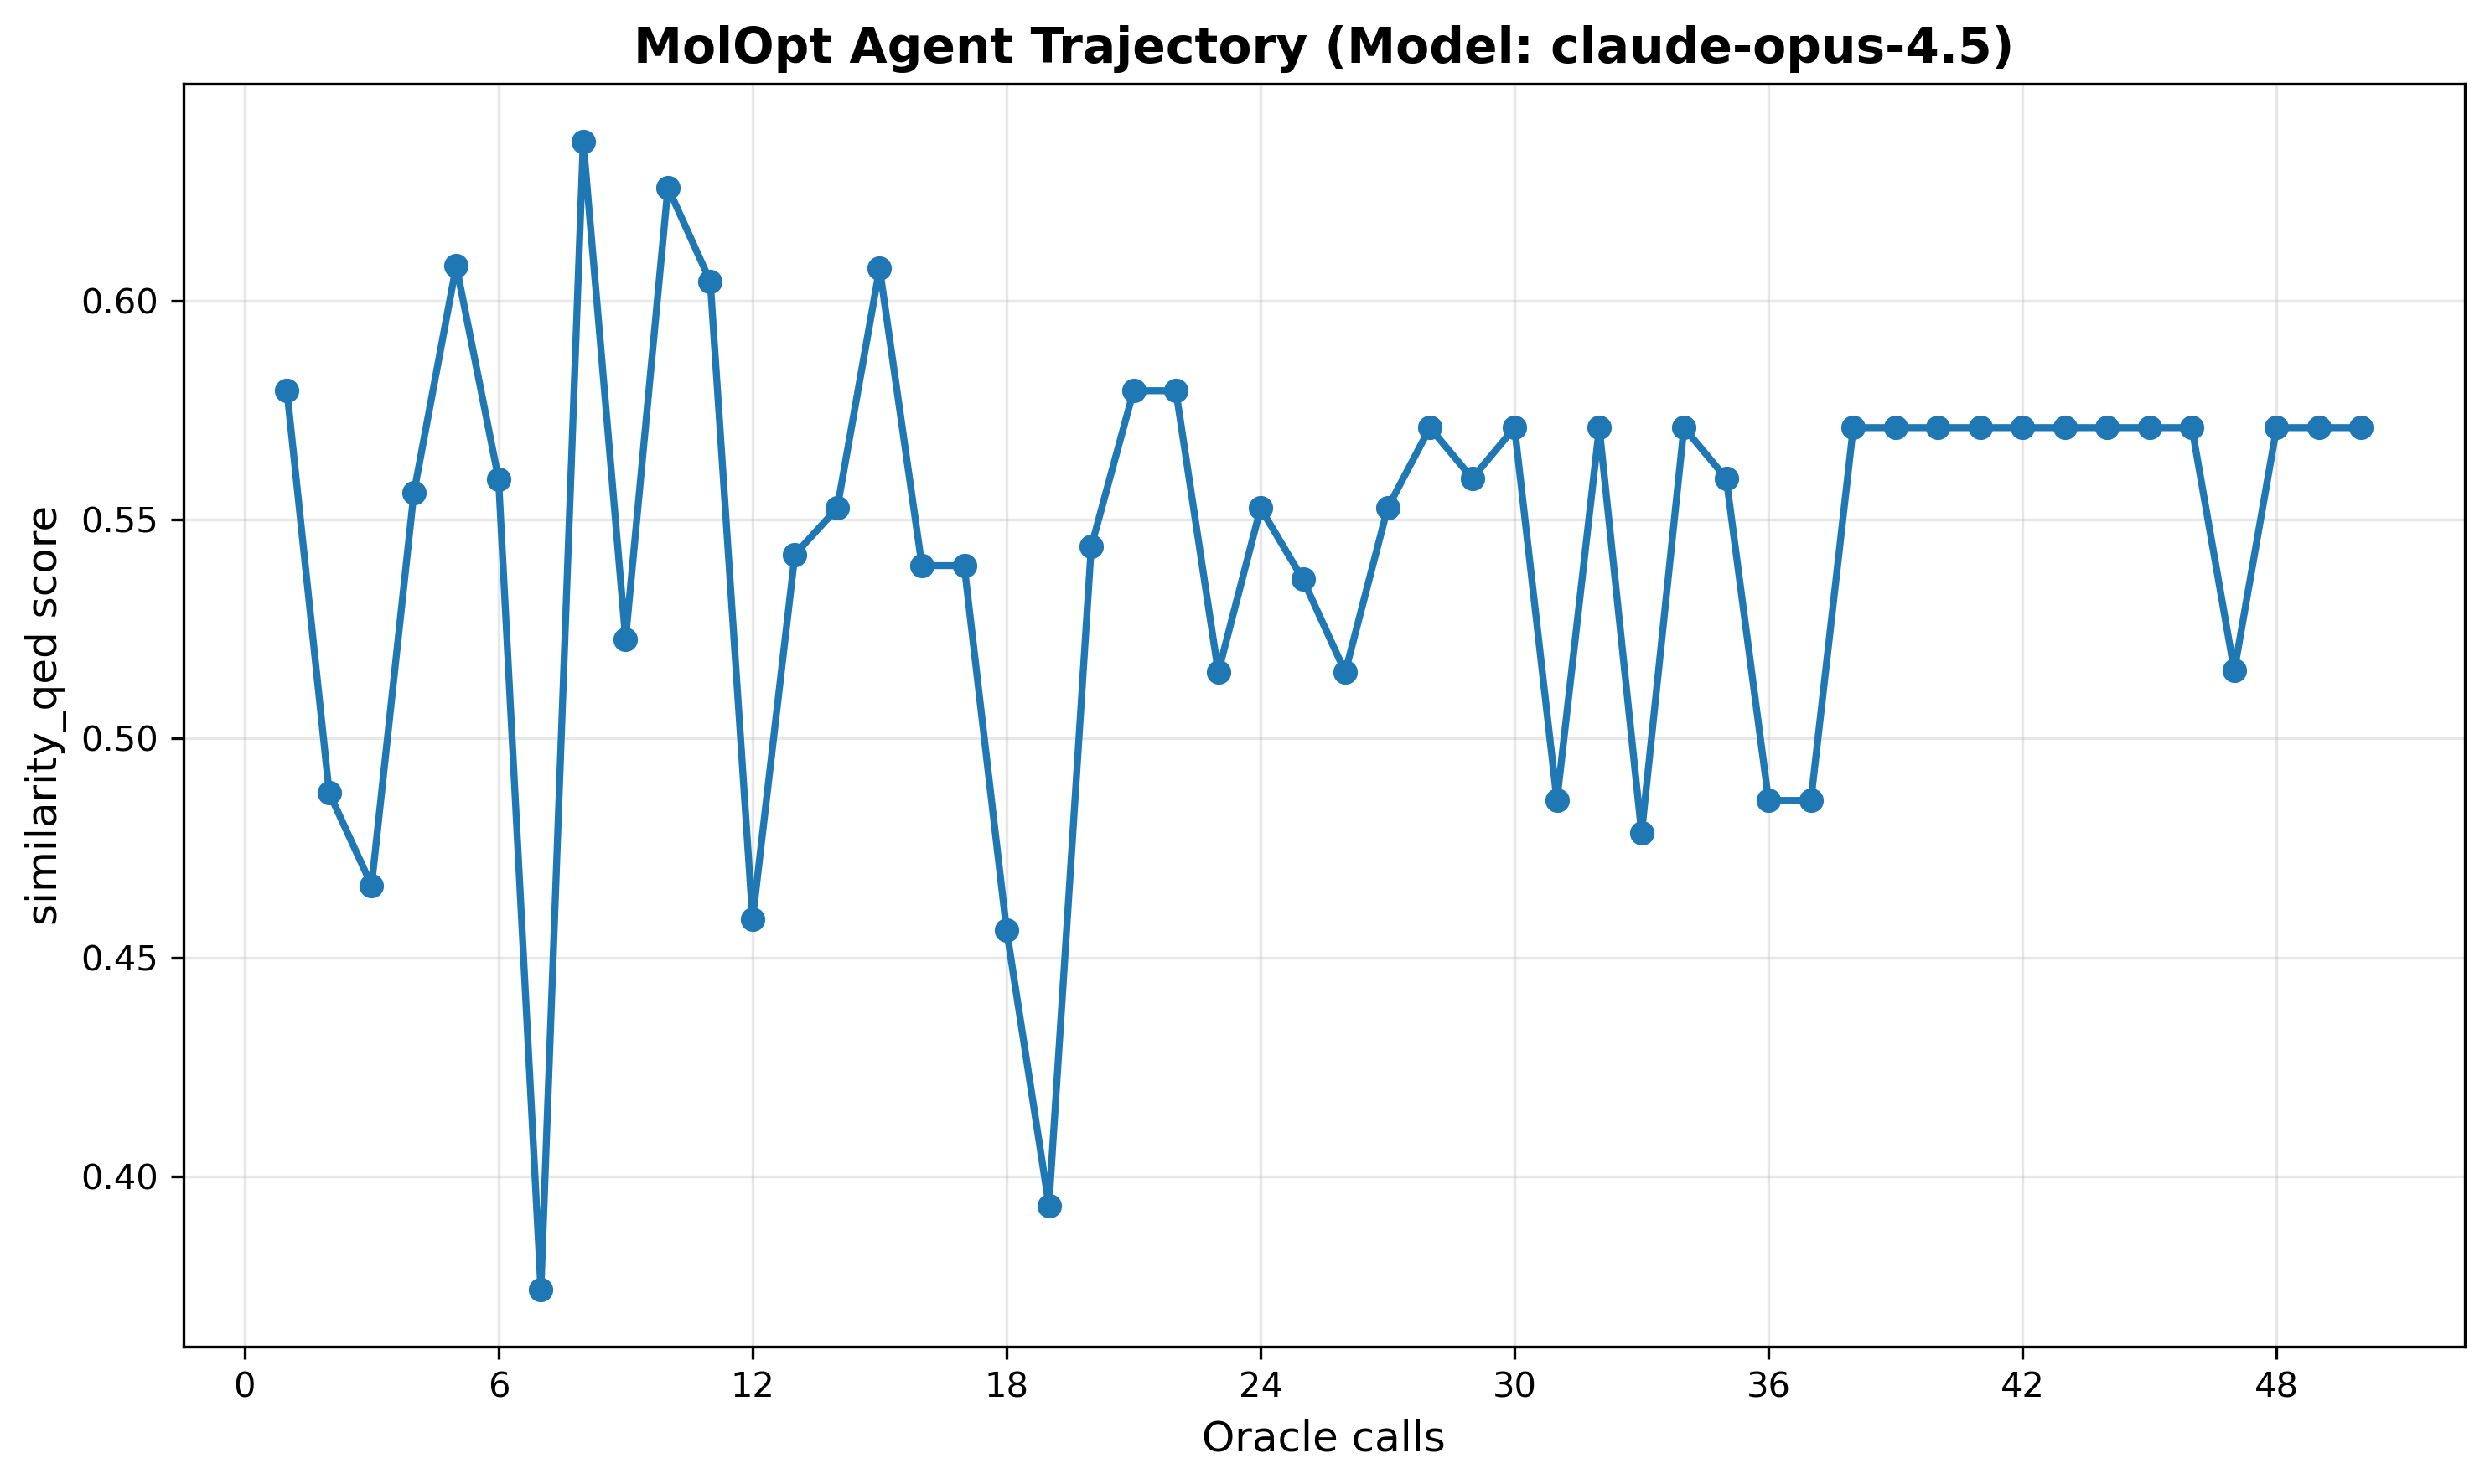 MolOpt Agent Trajectory (Model: claude-opus-4.5)
similarity_qed score
0.60
0.55
0.50
0.45
0.40
0 6 12 18 24 30 36 42 48
Oracle calls